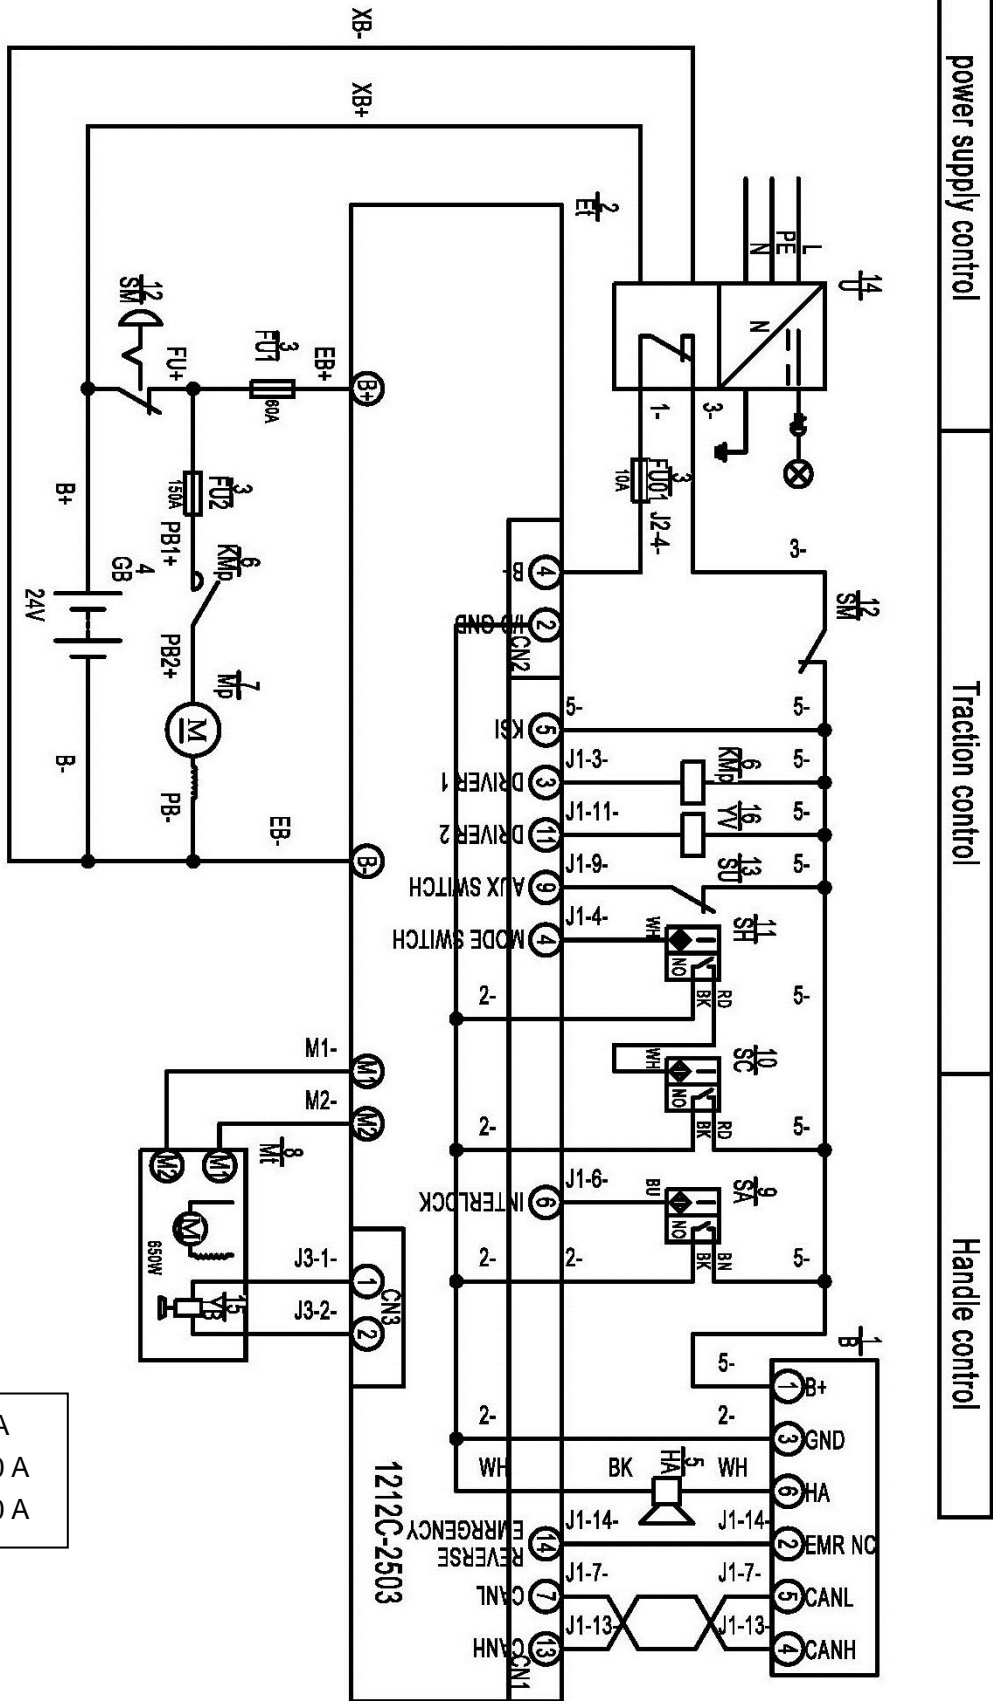 power supply control
Traction control
Handle control
XB-
XB+
2
Et
L
PE
N
14
U
N
12
SM
3
FU1
60A
EB+
B+
FU+
3
FU2
150A
1-
3-
3
FU01
10A
J2-4-
3-
12
SM
B+
4
GB
24V
PB1+
6
KMp
PB2+
7
Mp
M
PB-
B-
EB-
B-
4
B-
2
I/O GND
CN2
5
KSI
5-
5-
3
DRIVER 1
J1-3-
6
KMp
5-
11
DRIVER 2
J1-11-
16
YV
5-
9
AUX SWITCH
J1-9-
13
SU
5-
4
MODE SWITCH
J1-4-
WH
NO
RD
BK
11
SH
2-
5-
WH
NO
RD
BK
10
SC
2-
5-
6
INTERLOCK
J1-6-
BU
NO
BN
BK
9
SA
2-
2-
5-
M1-
M1
M2-
M2
8
Mt
M2
M1
M
650W
15
YB
J3-1-
1
J3-2-
2
CN3
1
B
5-
1
B+
2-
2-
3
GND
WH
BK
5
HA
WH
6
HA
1212C-2503
14
REVERSE
EMRRGENCY
J1-14-
J1-14-
2
EMR NC
7
CANL
J1-7-
J1-7-
5
CANL
13
CANH
J1-13-
J1-13-
4
CANH
CN1
A
0 A
0 A